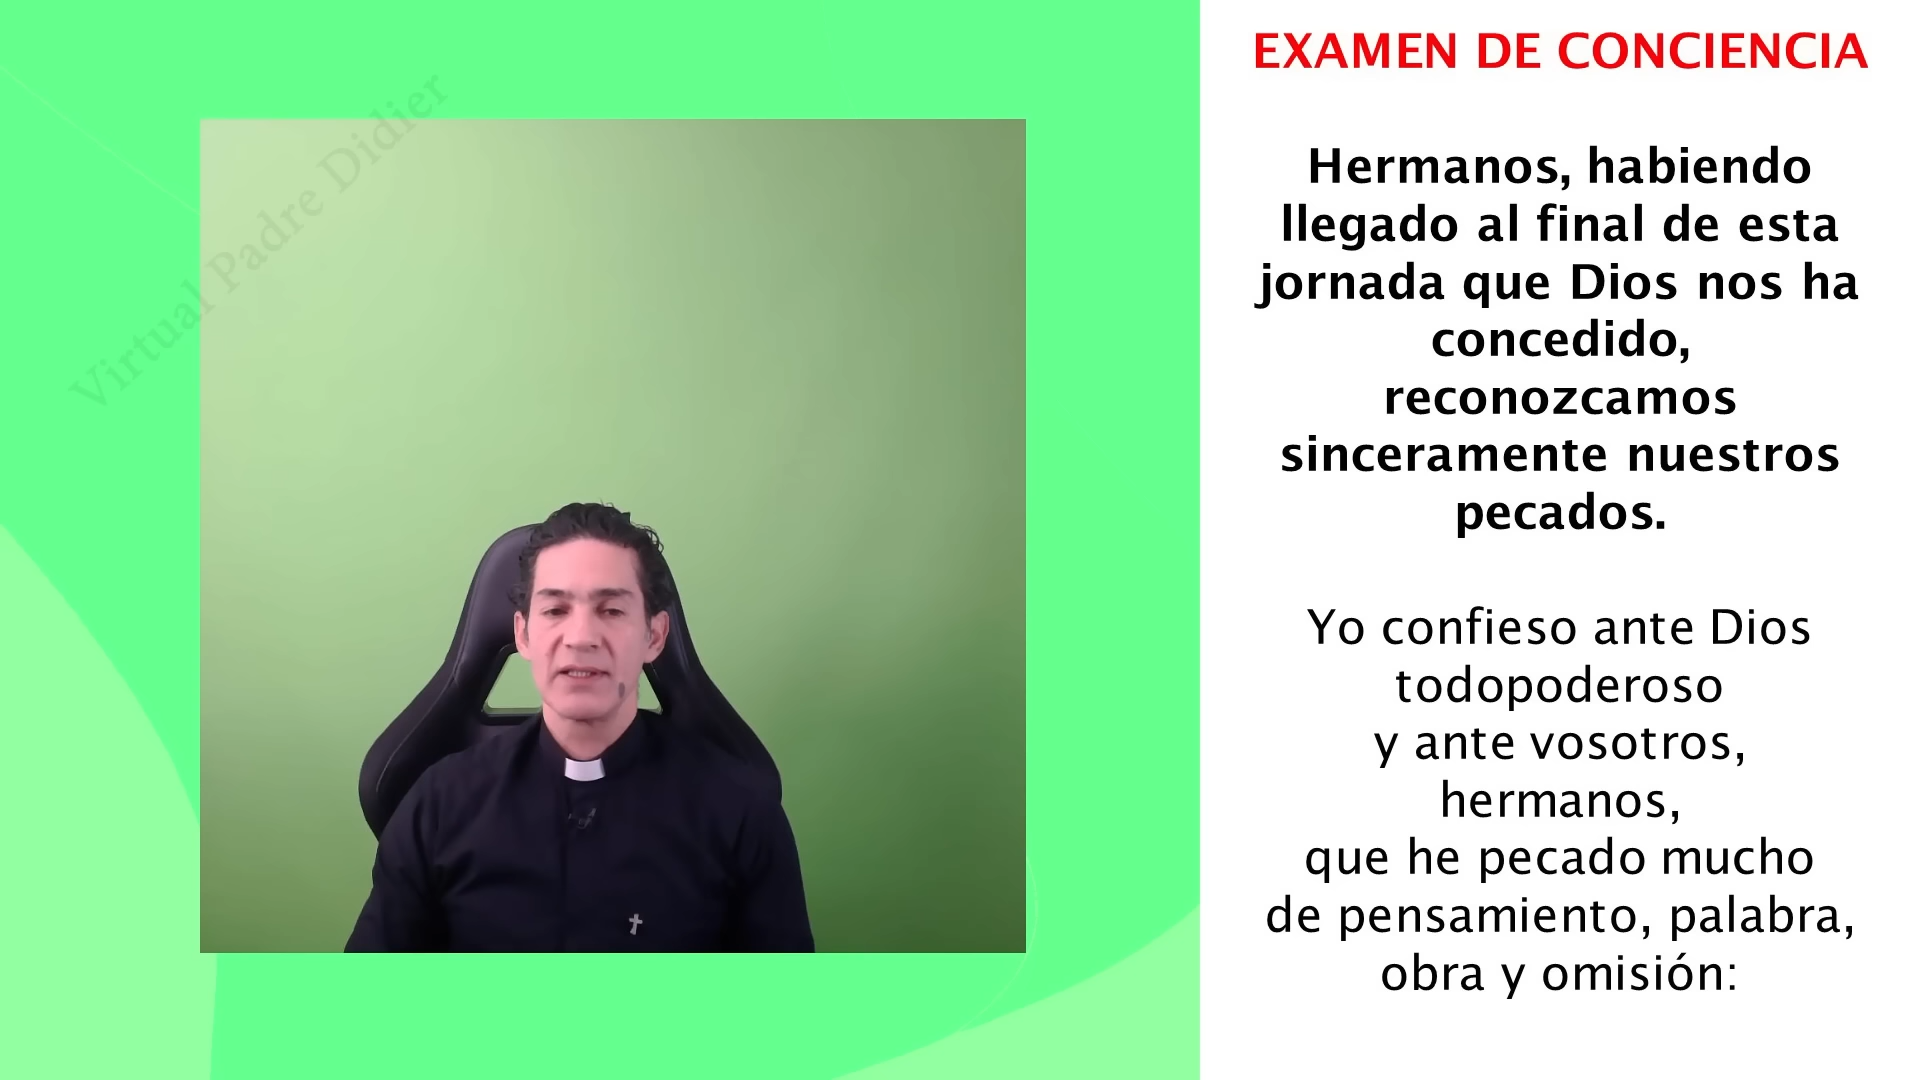 Virtual Padre Didier
EXAMEN DE CONCIENCIA
Hermanos, habiendo
llegado al final de esta
jornada que Dios nos ha
concedido,
reconozcamos
sinceramente nuestros
pecados.
Yo confieso ante Dios
todopoderoso
y ante vosotros,
hermanos,
que he pecado mucho
de pensamiento, palabra,
obra y omisión: